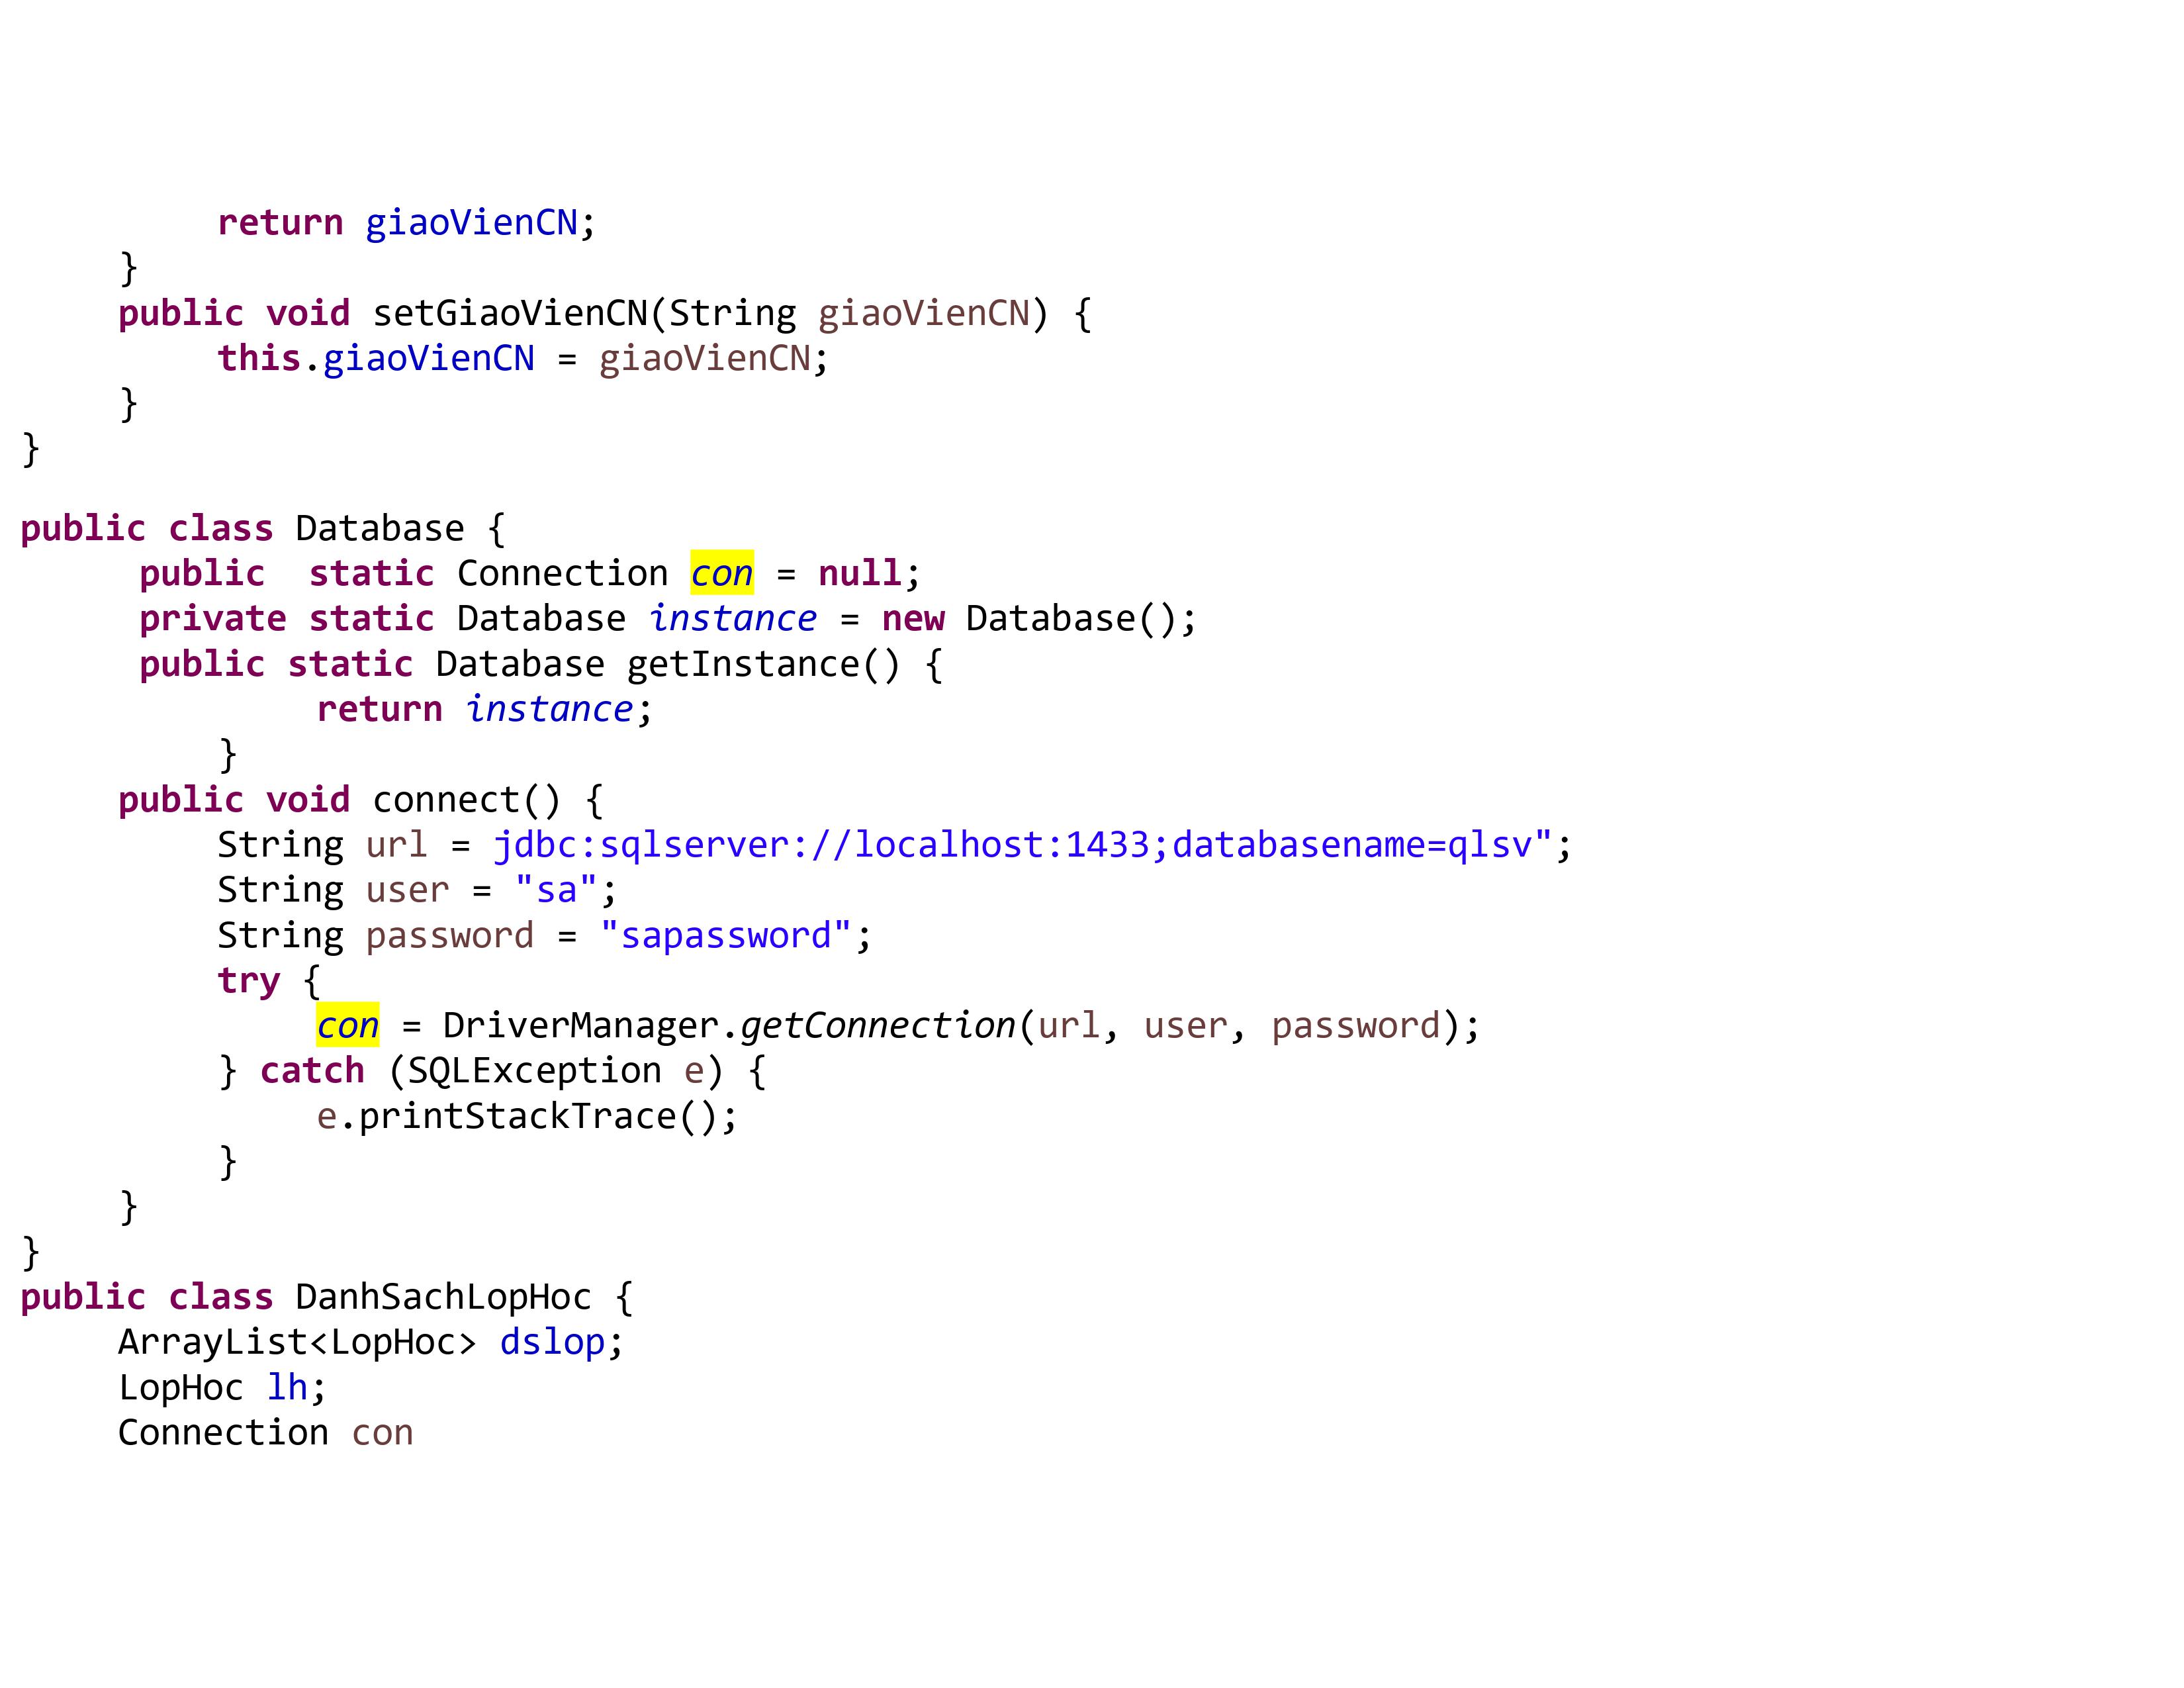 return giaoVienCN;
}
public void setGiaoVienCN(String giaoVienCN) {
this.giaoVienCN = giaoVienCN;
}
}
public class Database {
public  static Connection con = null;
private static Database instance = new Database();
public static Database getInstance() {
return instance;
}
public void connect() {
String url = jdbc:sqlserver://localhost:1433;databasename=qlsv";
String user = "sa";
String password = "sapassword";
try {
con = DriverManager.getConnection(url, user, password);
} catch (SQLException e) {
e.printStackTrace();
}
}
}
public class DanhSachLopHoc {
ArrayList<LopHoc> dslop;
LopHoc lh;
Connection con